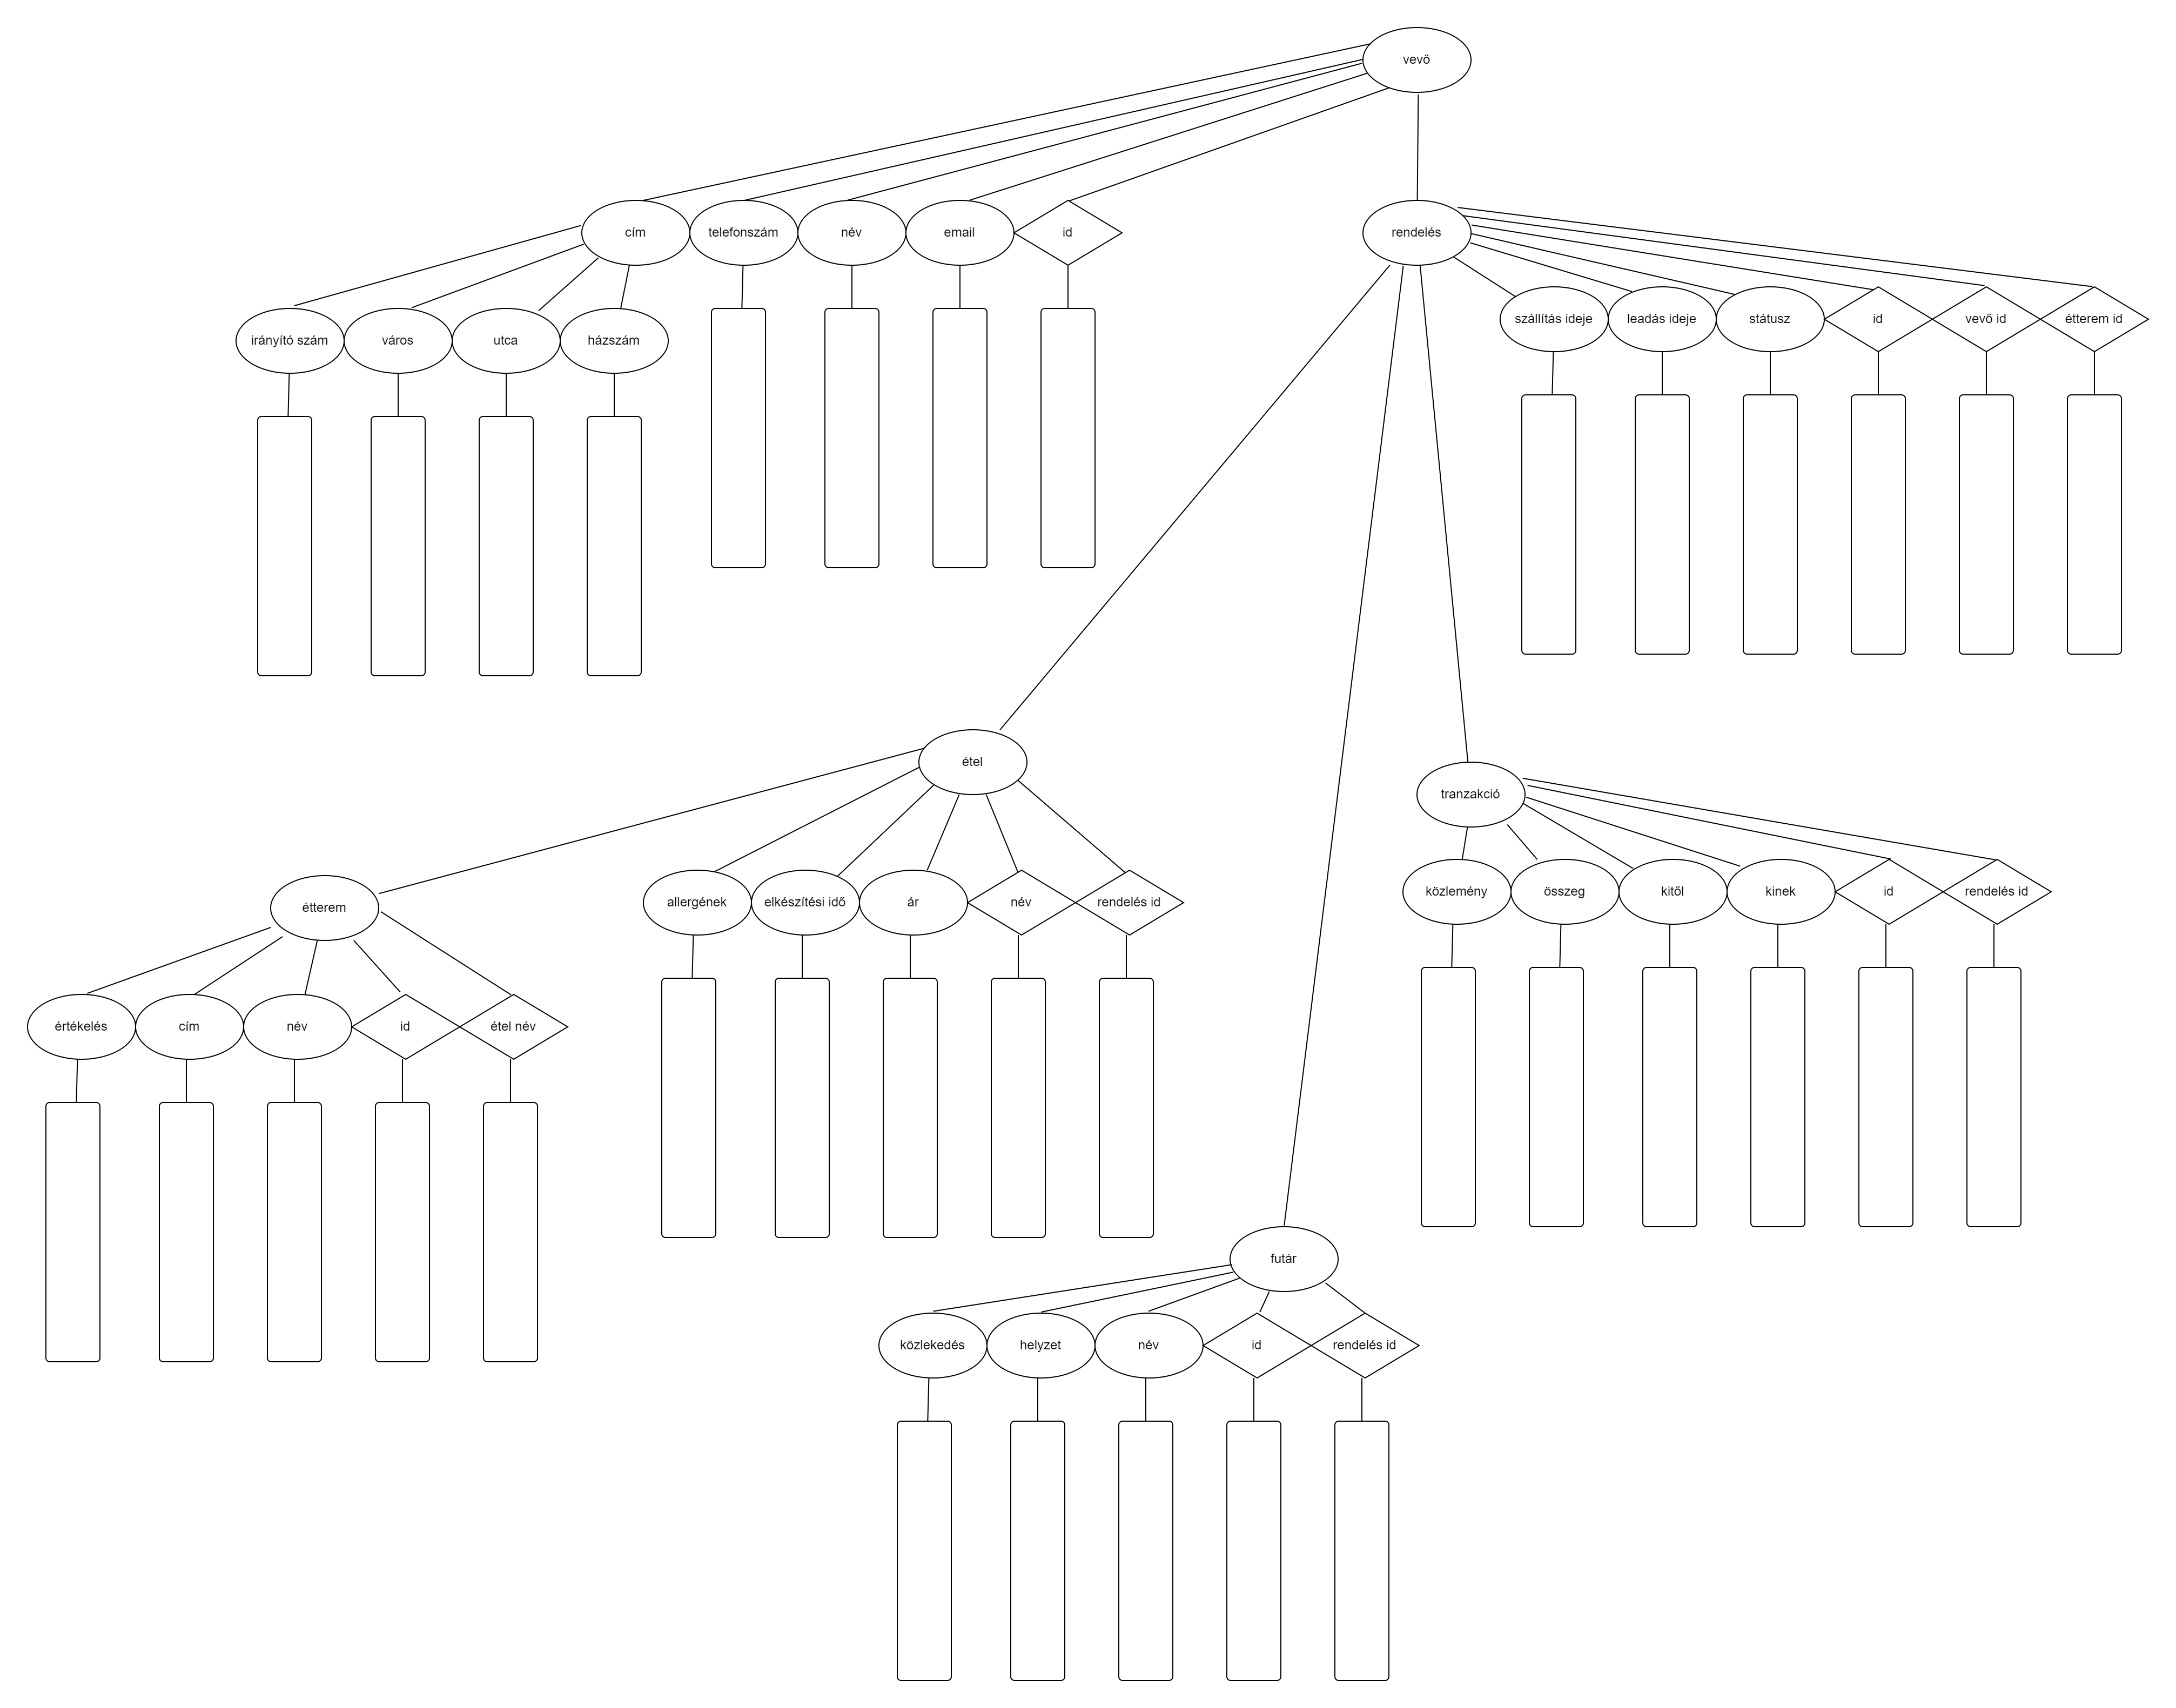 vevő
cím
telefonszám
név
email
id
rendelés
irányító szám
város
utca
házszám
szállítás ideje
leadás ideje
státusz
id
vevő id
étterem id
étel
tranzakció
allergének
elkészítési idő
ár
név
rendelés id
közlemény
összeg
kitől
kinek
id
rendelés id
étterem
értékelés
cím
név
id
étel név
futár
közlekedés
helyzet
név
id
rendelés id